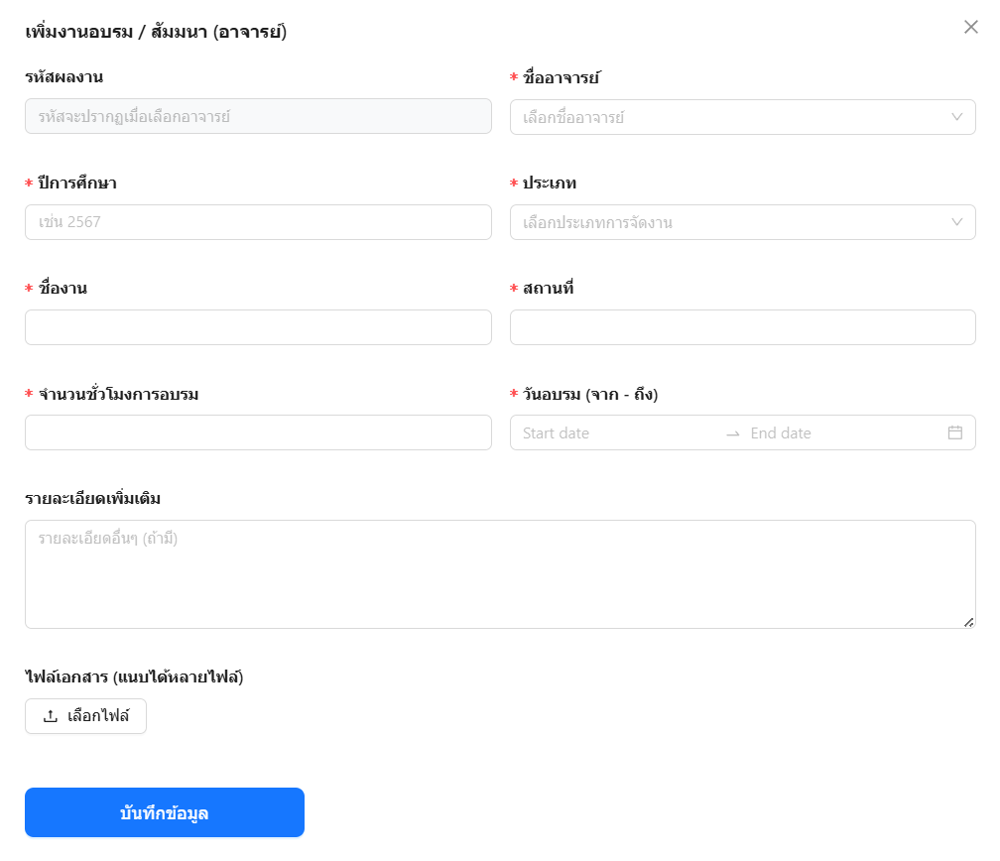 เพิ่มงานอบรม / สัมมนา (อาจารย์)
รหัสผลงาน
* ชื่ออาจารย์
รหัสจะปรากฏเมื่อเลือกอาจารย์
เลือกชื่ออาจารย์
* ปีการศึกษา
* ประเภท
เช่น 2567
เลือกประเภทการจัดงาน
* ชื่องาน
* สถานที่
* จำนวนชั่วโมงการอบรม
* วันอบรม (จาก - ถึง)
Start date → End date
รายละเอียดเพิ่มเติม
รายละเอียดอื่นๆ (ถ้ามี)
ไฟล์เอกสาร (แนบได้หลายไฟล์)
เลือกไฟล์
บันทึกข้อมูล